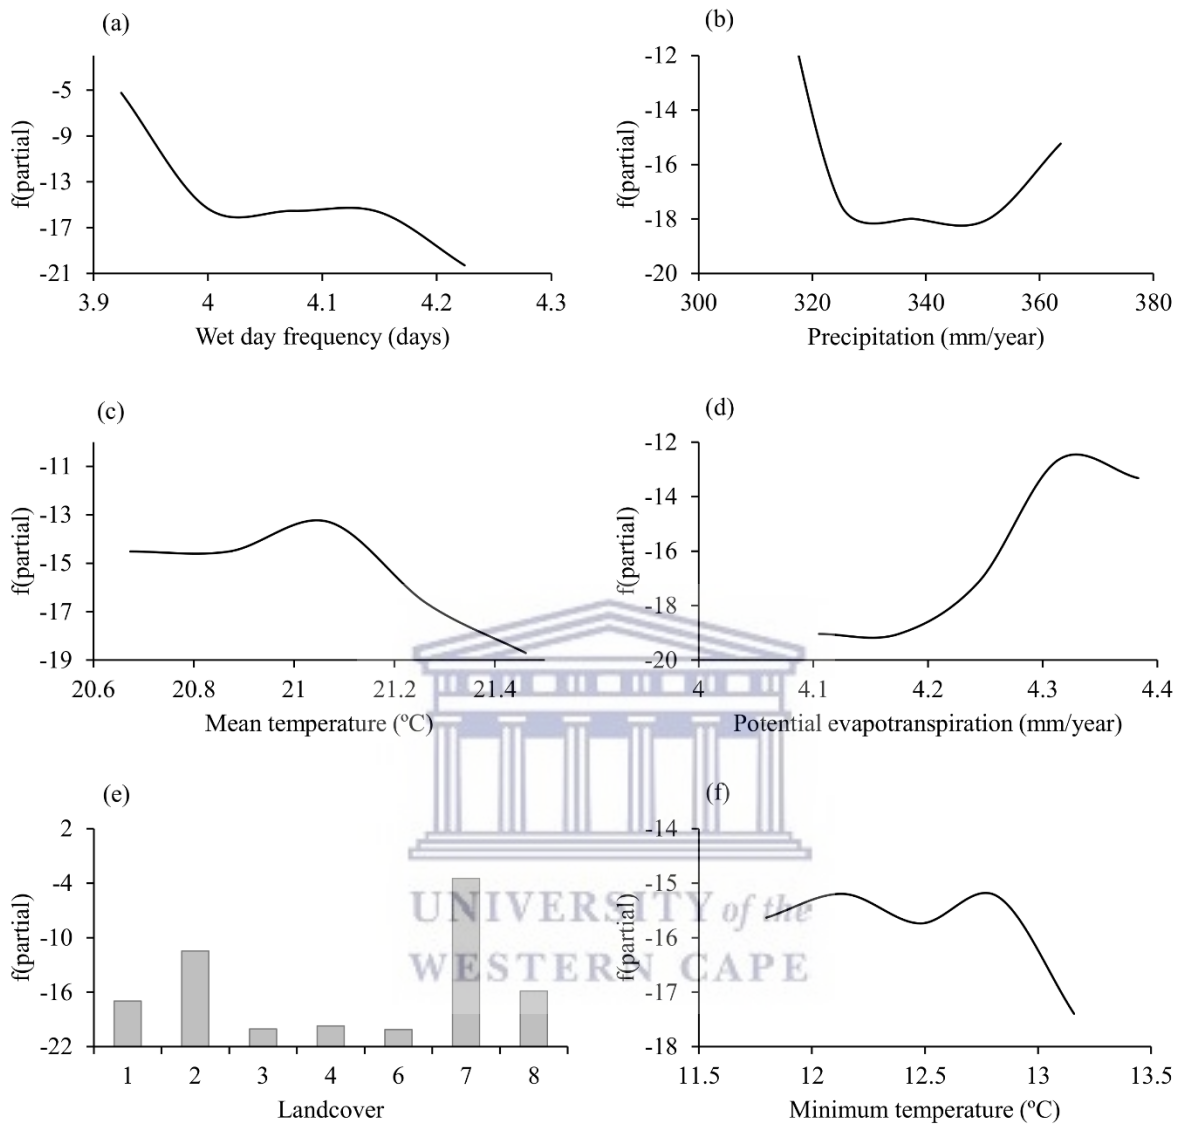 (a)
f(partial)
-5
-9
-13
-17
-21
3.9 4 4.1 4.2 4.3
Wet day frequency (days)
(b)
f(partial)
-12
-14
-16
-18
-20
300 320 340 360 380
Precipitation (mm/year)
(c)
f(partial)
-11
-13
-15
-17
-19
20.6 20.8 21 21.2 21.4
Mean temperature (ºC)
(d)
f(partial)
-12
-14
-16
-18
-20
4 4.1 4.2 4.3 4.4
Potential evapotranspiration (mm/year)
(e)
f(partial)
2
-4
-10
-16
-22
1 2 3 4 6 7 8
Landcover
(f)
f(partial)
-14
-15
-16
-17
-18
11.5 12 12.5 13 13.5
Minimum temperature (ºC)
UNIVERSITY of the
WESTERN CAPE